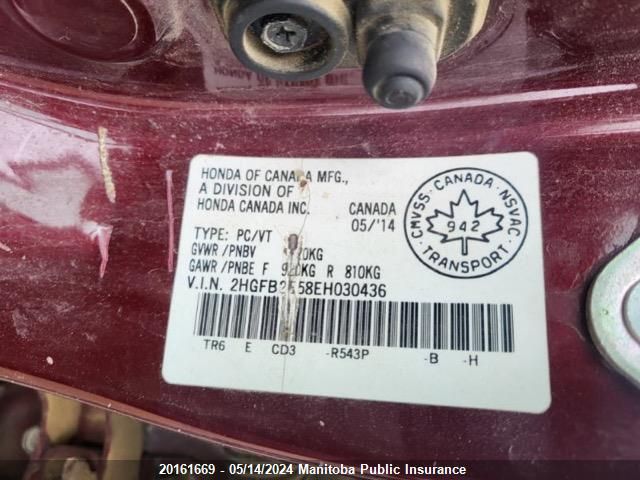 HONDA OF CANADA MFG.,
A DIVISION OF
HONDA CANADA INC. CANADA
05/'14
TYPE: PC/VT
GVWR/PNBV
GAWR/PNBE F KG R 810KG
V.I.N.
TR6 E CD3 -R543P -B -H
CMVSS · CANADA · NSVAC
942
TRANSPORT
20161669 - 05/14/2024 Manitoba Public Insurance